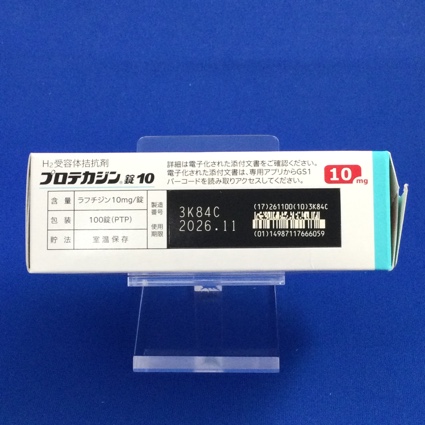 H₂受容体拮抗剤
プロテカジン®錠10
含量 ラフチジン10mg/錠
包装 100錠(PTP)
貯法 室温保存
詳細は電子化された添付文書をご確認ください。
電子化された添付文書は、専用アプリからGS1
バーコードを読み取りアクセスしてください。
製造番号 3K84C
使用期限 2026.11
(17)261100(10)3K84C
(01)14987117666059
10mg